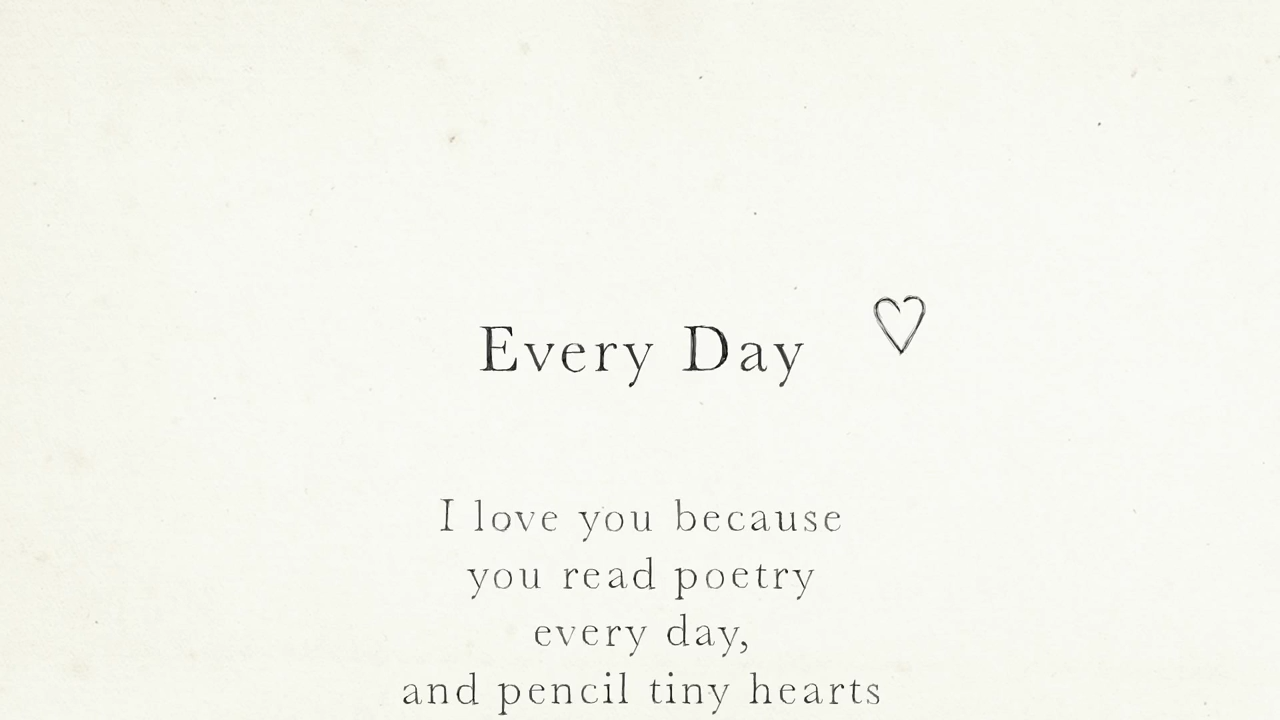 Every Day
I love you because
you read poetry
every day,
and pencil tiny hearts